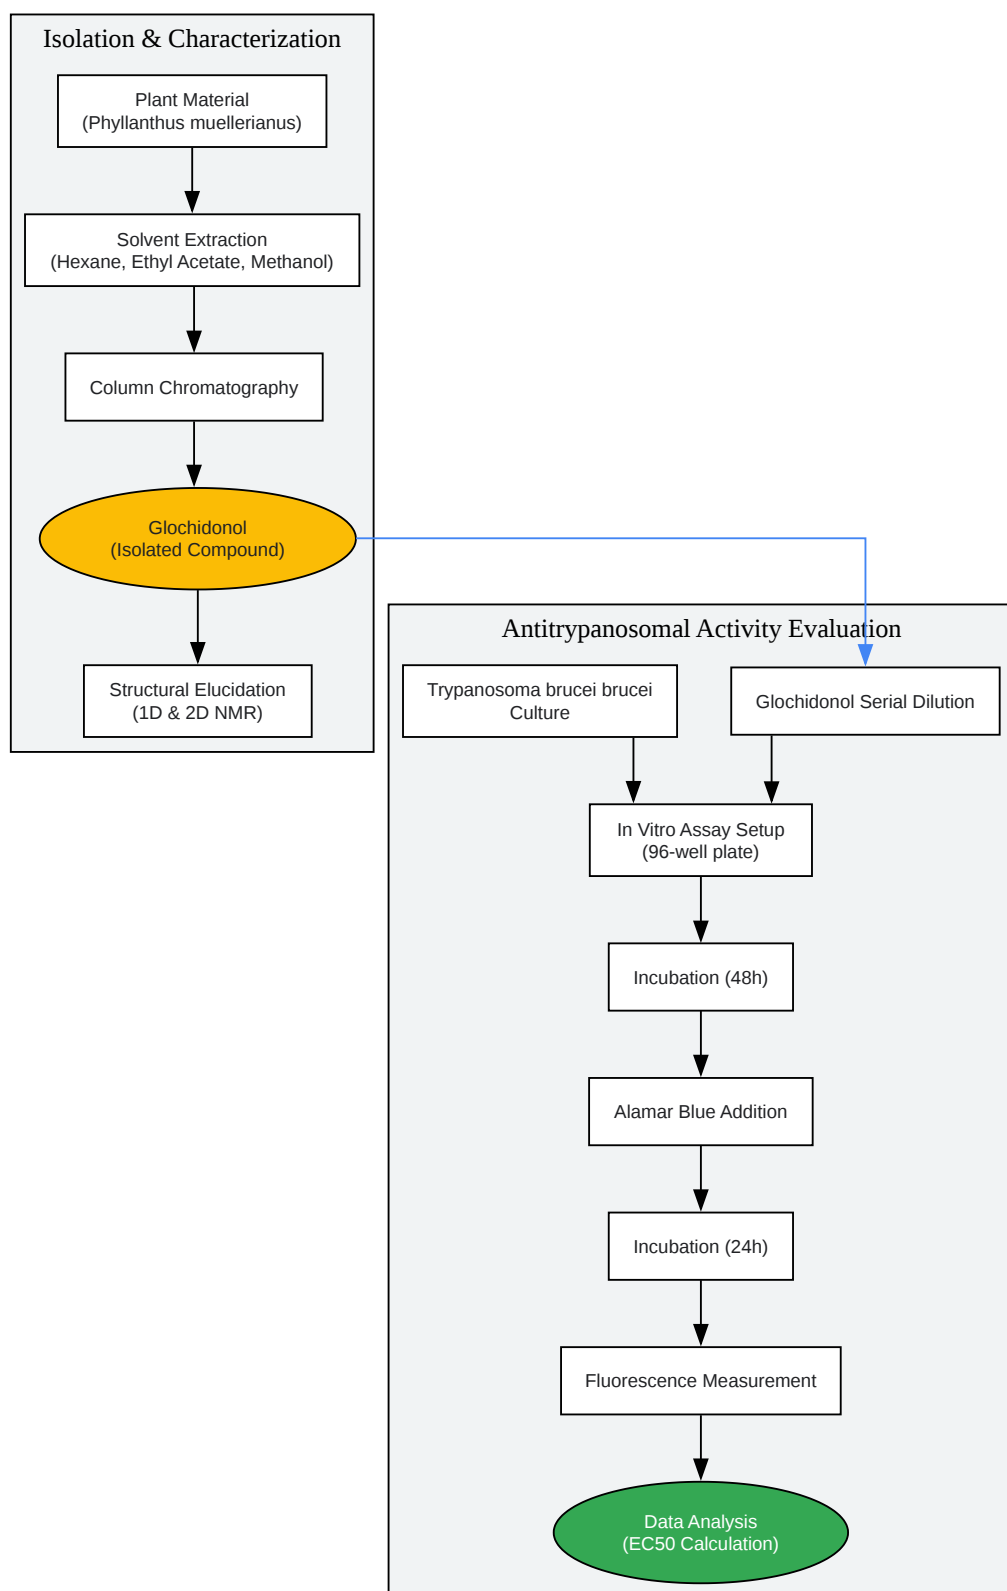 Isolation & Characterization
Plant Material
(Phyllanthus muellerianus)
Solvent Extraction
(Hexane, Ethyl Acetate, Methanol)
Column Chromatography
Glochidonol
(Isolated Compound)
Structural Elucidation
(1D & 2D NMR)
Antitrypanosomal Activity Evaluation
Trypanosoma brucei brucei
Culture
Glochidonol Serial Dilution
In Vitro Assay Setup
(96-well plate)
Incubation (48h)
Alamar Blue Addition
Incubation (24h)
Fluorescence Measurement
Data Analysis
(EC50 Calculation)